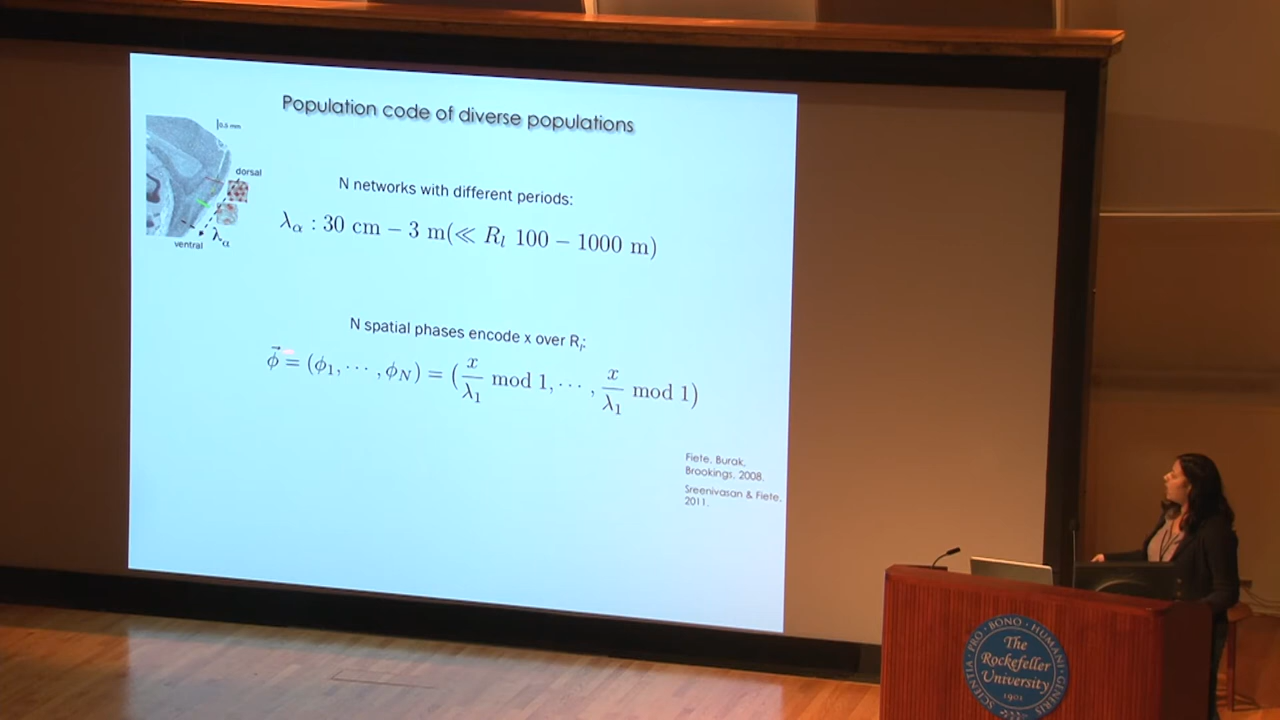 Population code of diverse populations
0.5 mm
dorsal
ventral
λα
N networks with different periods:
λα : 30 cm − 3 m(≪ Rl 100 − 1000 m)
N spatial phases encode x over Rl:
ϕ⃗ = (ϕ1, ⋯ , ϕN) = (x/λ1 mod 1, ⋯ , x/λ1 mod 1)
Fiete, Burak,
Brookings, 2008.
Sreenivasan & Fiete,
2011.
PRO · BONO · HUMANI
GENERIS
SCIENTIA
The
Rockefeller
University
1901